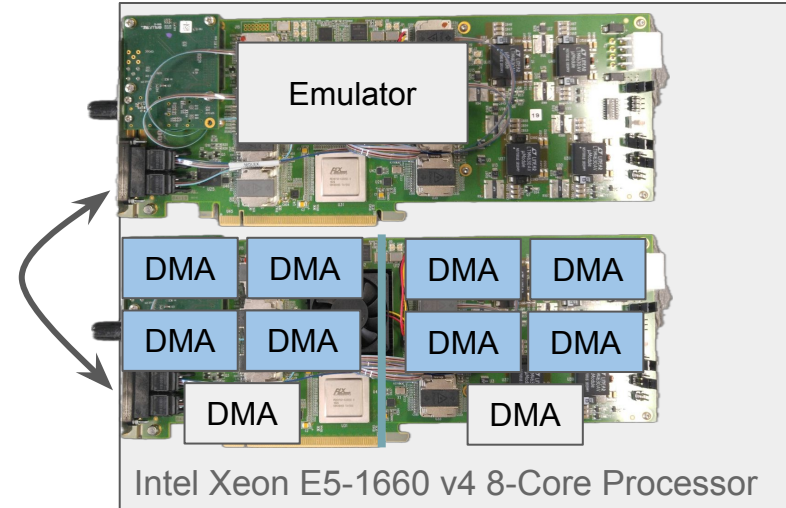 Emulator
DMA DMA DMA DMA
DMA DMA DMA DMA
DMA DMA
Intel Xeon E5-1660 v4 8-Core Processor